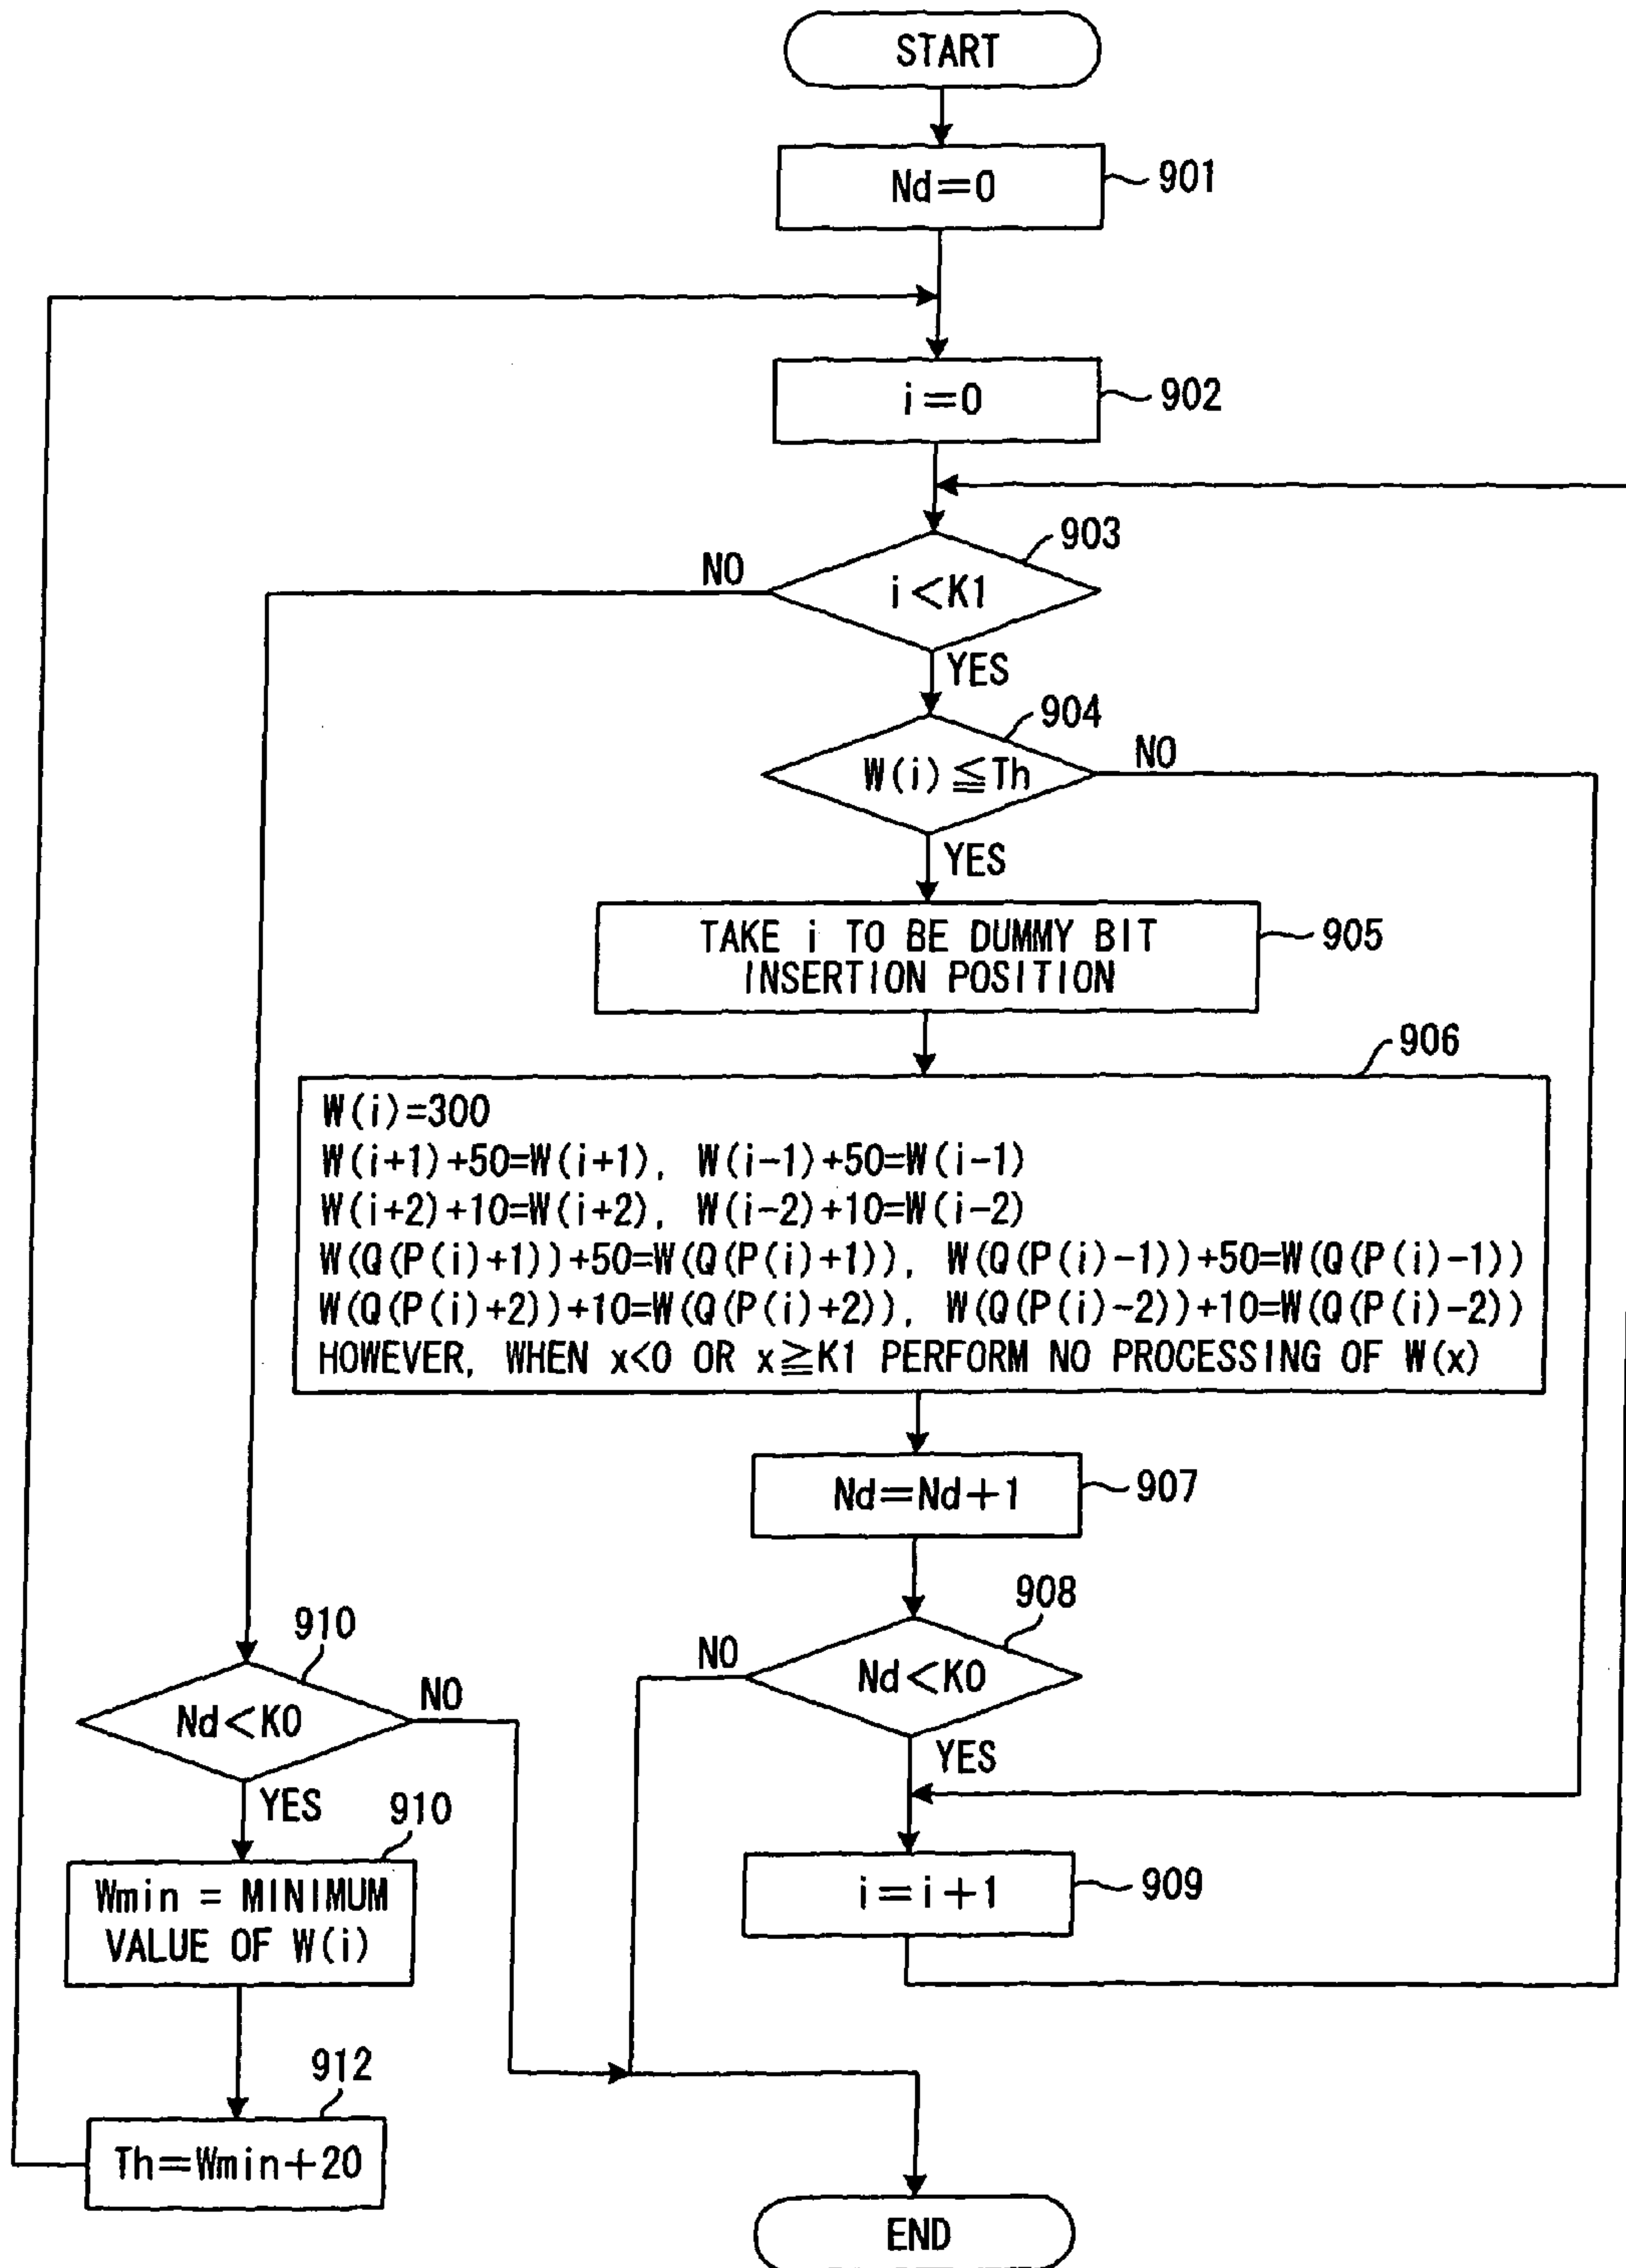 START
Nd=0
901
i=0
902
903
NO
i<K1
YES
904
W(i)≦Th
NO
YES
TAKE i TO BE DUMMY BIT
INSERTION POSITION
905
906
W(i)=300
W(i+1)+50=W(i+1), W(i-1)+50=W(i-1)
W(i+2)+10=W(i+2), W(i-2)+10=W(i-2)
W(Q(P(i)+1))+50=W(Q(P(i)+1)), W(Q(P(i)-1))+50=W(Q(P(i)-1))
W(Q(P(i)+2))+10=W(Q(P(i)+2)), W(Q(P(i)-2))+10=W(Q(P(i)-2))
HOWEVER, WHEN x<0 OR x≧K1 PERFORM NO PROCESSING OF W(x)
Nd=Nd+1
907
908
NO
Nd<K0
YES
i=i+1
909
910
Nd<K0
NO
YES
910
Wmin = MINIMUM
VALUE OF W(i)
912
Th=Wmin+20
END